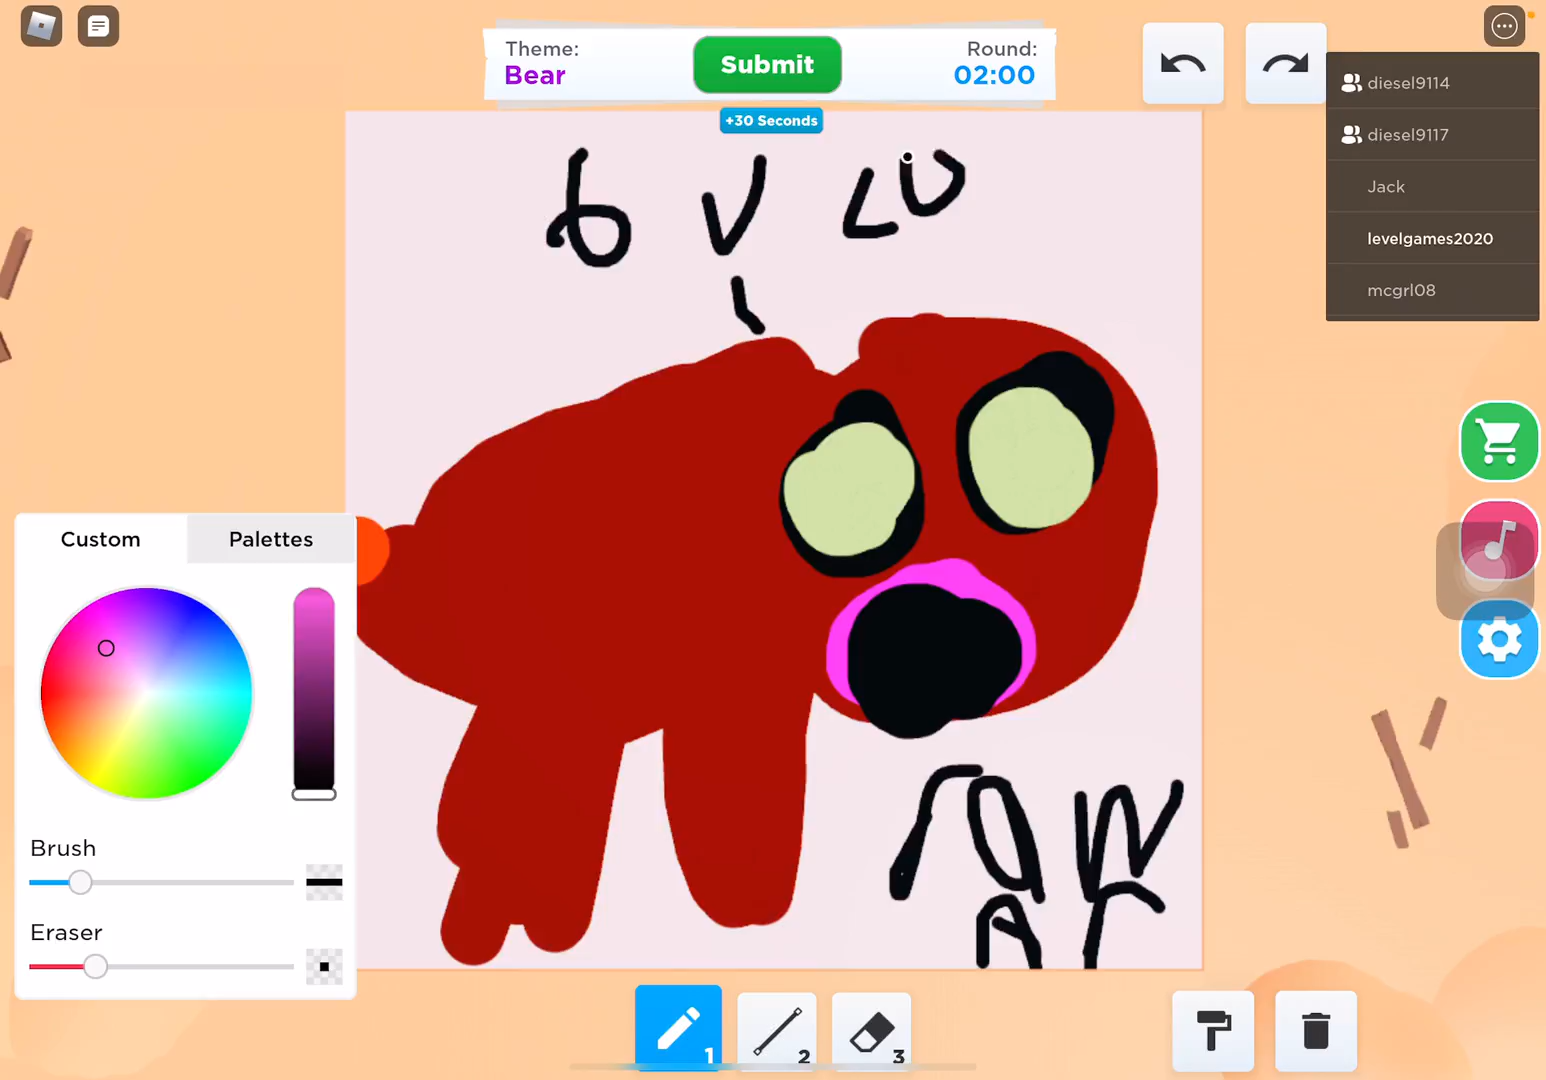 Theme:
Bear
Submit
Round:
02:00
+30 Seconds
diesel9114
diesel9117
Jack
levelgames2020
mcgrl08
Custom
Palettes
Brush
Eraser
1
2
3